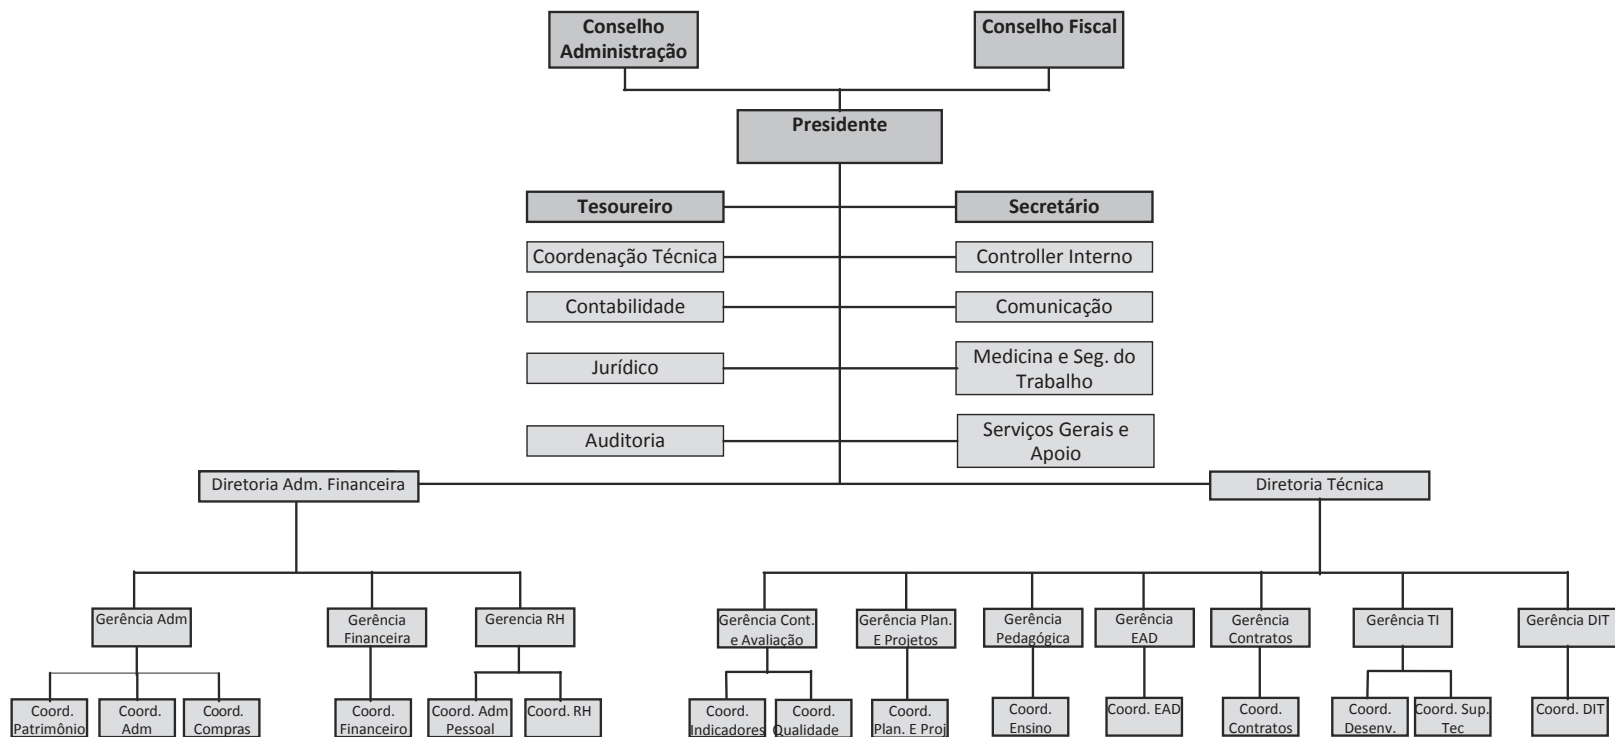 Conselho
Administração
Conselho Fiscal
Presidente
Tesoureiro
Secretário
Coordenação Técnica
Controller Interno
Contabilidade
Comunicação
Jurídico
Medicina e Seg. do
Trabalho
Auditoria
Serviços Gerais e
Apoio
Diretoria Adm. Financeira
Diretoria Técnica
Gerência Adm
Gerência
Financeira
Gerencia RH
Gerência Cont.
e Avaliação
Gerência Plan.
E Projetos
Gerência
Pedagógica
Gerência
EAD
Gerência
Contratos
Gerência TI
Gerência DIT
Coord.
Patrimônio
Coord.
Adm
Coord.
Compras
Coord.
Financeiro
Coord. Adm
Pessoal
Coord. RH
Coord.
Indicadores
Coord.
Qualidade
Coord.
Plan. E Proj
Coord.
Ensino
Coord. EAD
Coord.
Contratos
Coord.
Desenv.
Coord. Sup.
Tec
Coord. DIT